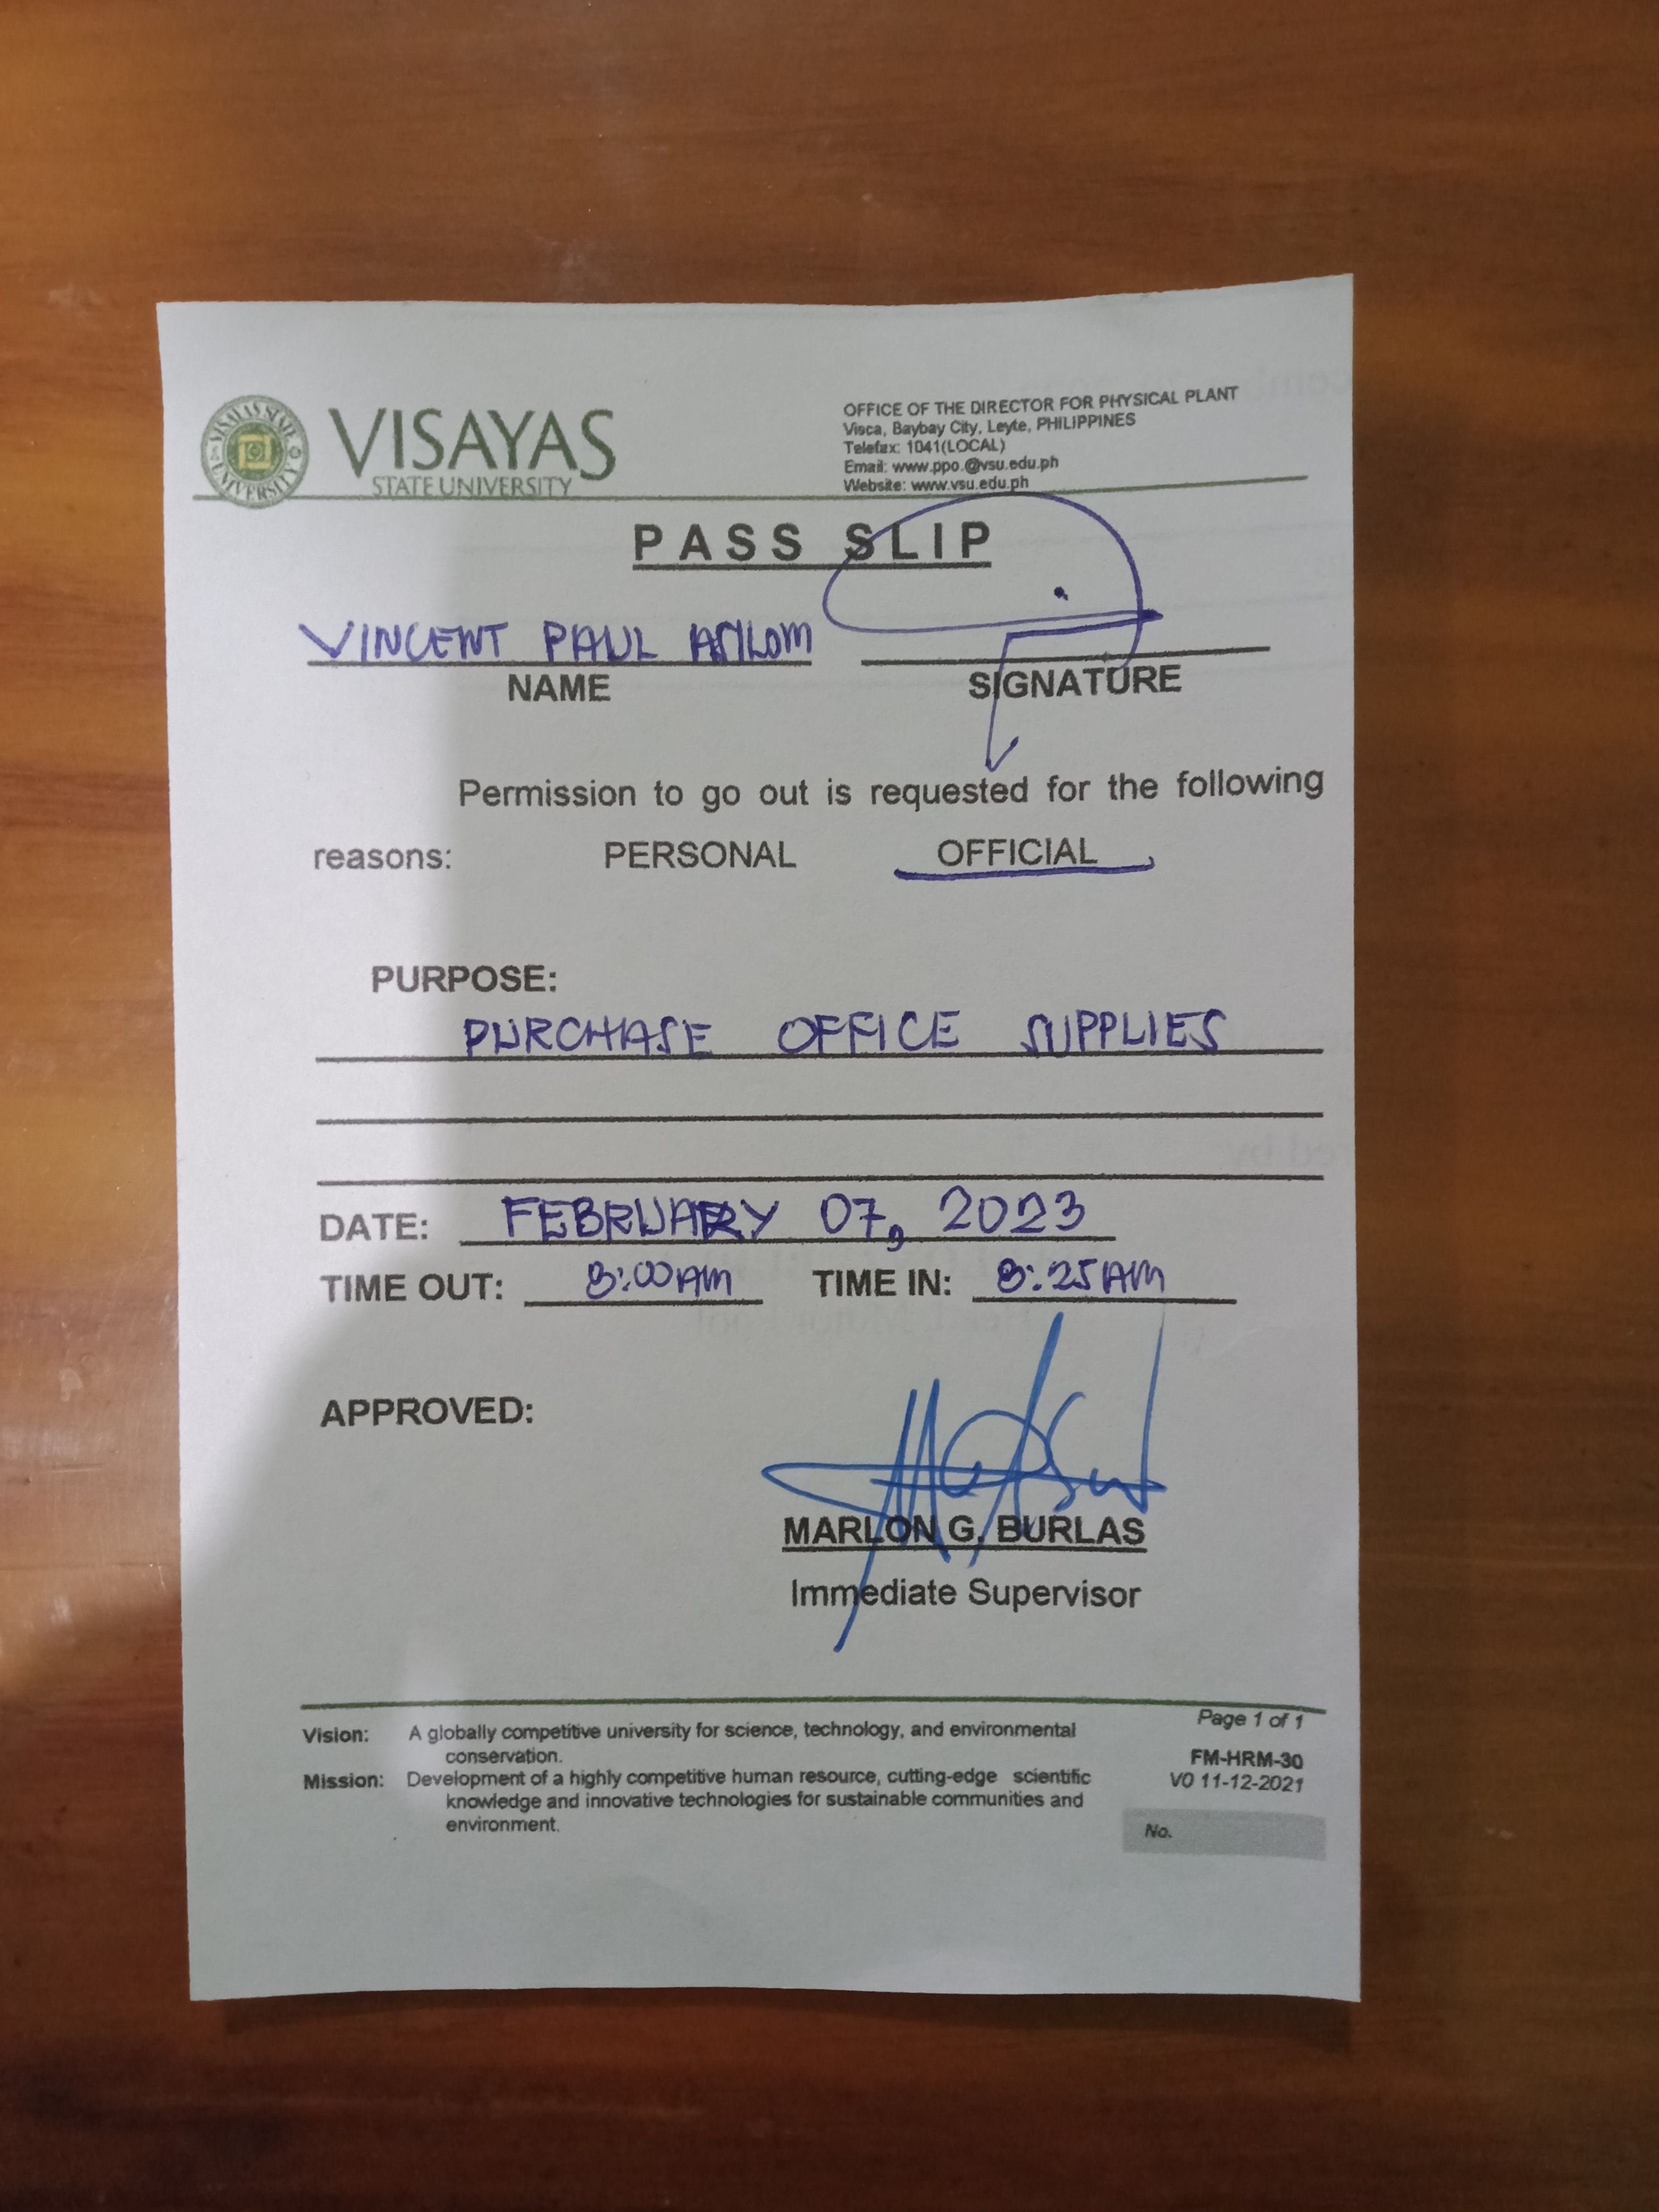 VISAYAS
STATE UNIVERSITY
VISAYAS STATE UNIVERSITY
OFFICE OF THE DIRECTOR FOR PHYSICAL PLANT
Visca, Baybay City, Leyte, PHILIPPINES
Telefax: 1041(LOCAL)
Email: www.ppo.@vsu.edu.ph
Website: www.vsu.edu.ph
PASS SLIP
VINCENT PAUL
NAME SIGNATURE
Permission to go out is requested for the following
reasons: PERSONAL OFFICIAL
PURPOSE:
PURCHASE OFFICE SUPPLIES
DATE: FEBRUARY 07, 2023
TIME OUT: 8:00AM TIME IN: 8:25AM
APPROVED:
MARLON G. BURLAS
Immediate Supervisor
Vision: A globally competitive university for science, technology, and environmental
conservation.
Mission: Development of a highly competitive human resource, cutting-edge scientific
knowledge and innovative technologies for sustainable communities and
environment.
Page 1 of 1
FM-HRM-30
V0 11-12-2021
No.